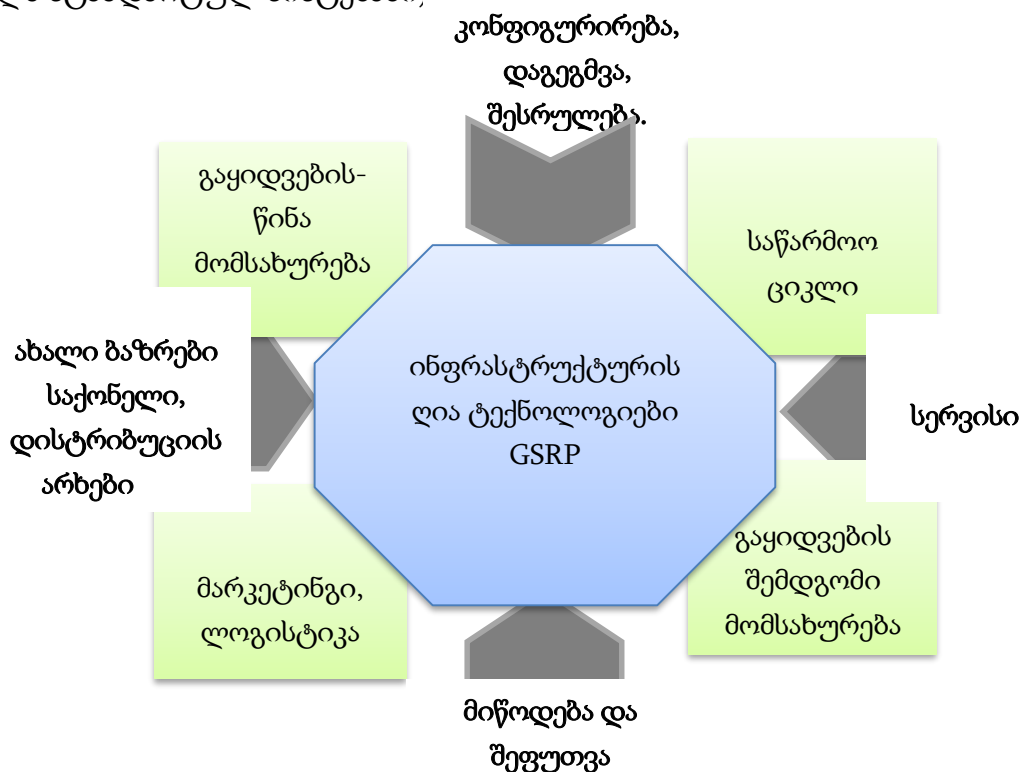 კონფიგურირება,
დაგეგმვა,
შესრულება.
გაყიდვების-
წინა
მომსახურება
საწარმოო
ციკლი
ახალი ბაზრები
საქონელი,
დისტრიბუციის
არხები
ინფრასტრუქტურის
ღია ტექნოლოგიები
GSRP
სერვისი
მარკეტინგი,
ლოგისტიკა
გაყიდვების
შემდგომი
მომსახურება
მიწოდება და
შეფუთვა